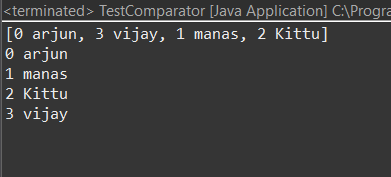 <terminated> TestComparator [Java Application] C:\Progra
[0 arjun, 3 vijay, 1 manas, 2 Kittu]
0 arjun
1 manas
2 Kittu
3 vijay